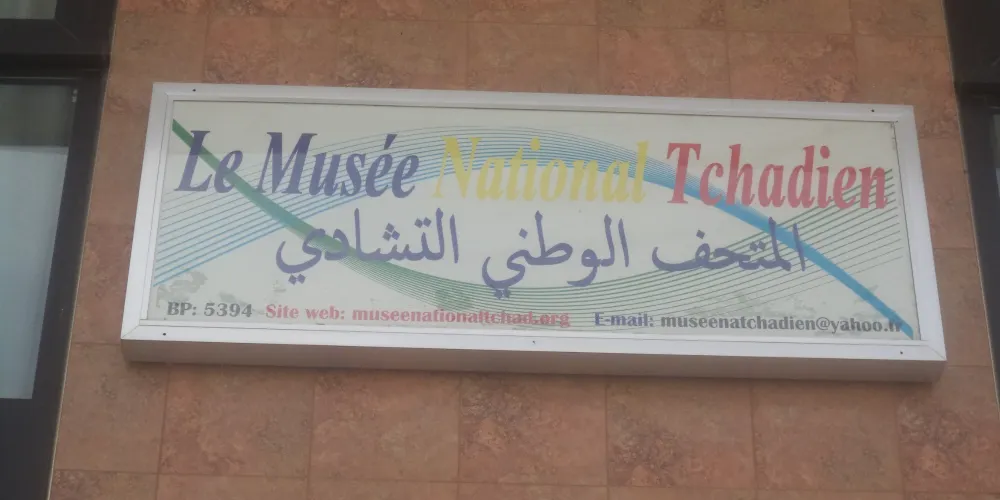 Le Musée National Tchadien
المتحف الوطني التشادي
BP: 5394 Site web: museenationaltchad.org E-mail: museenatchadien@yahoo.fr